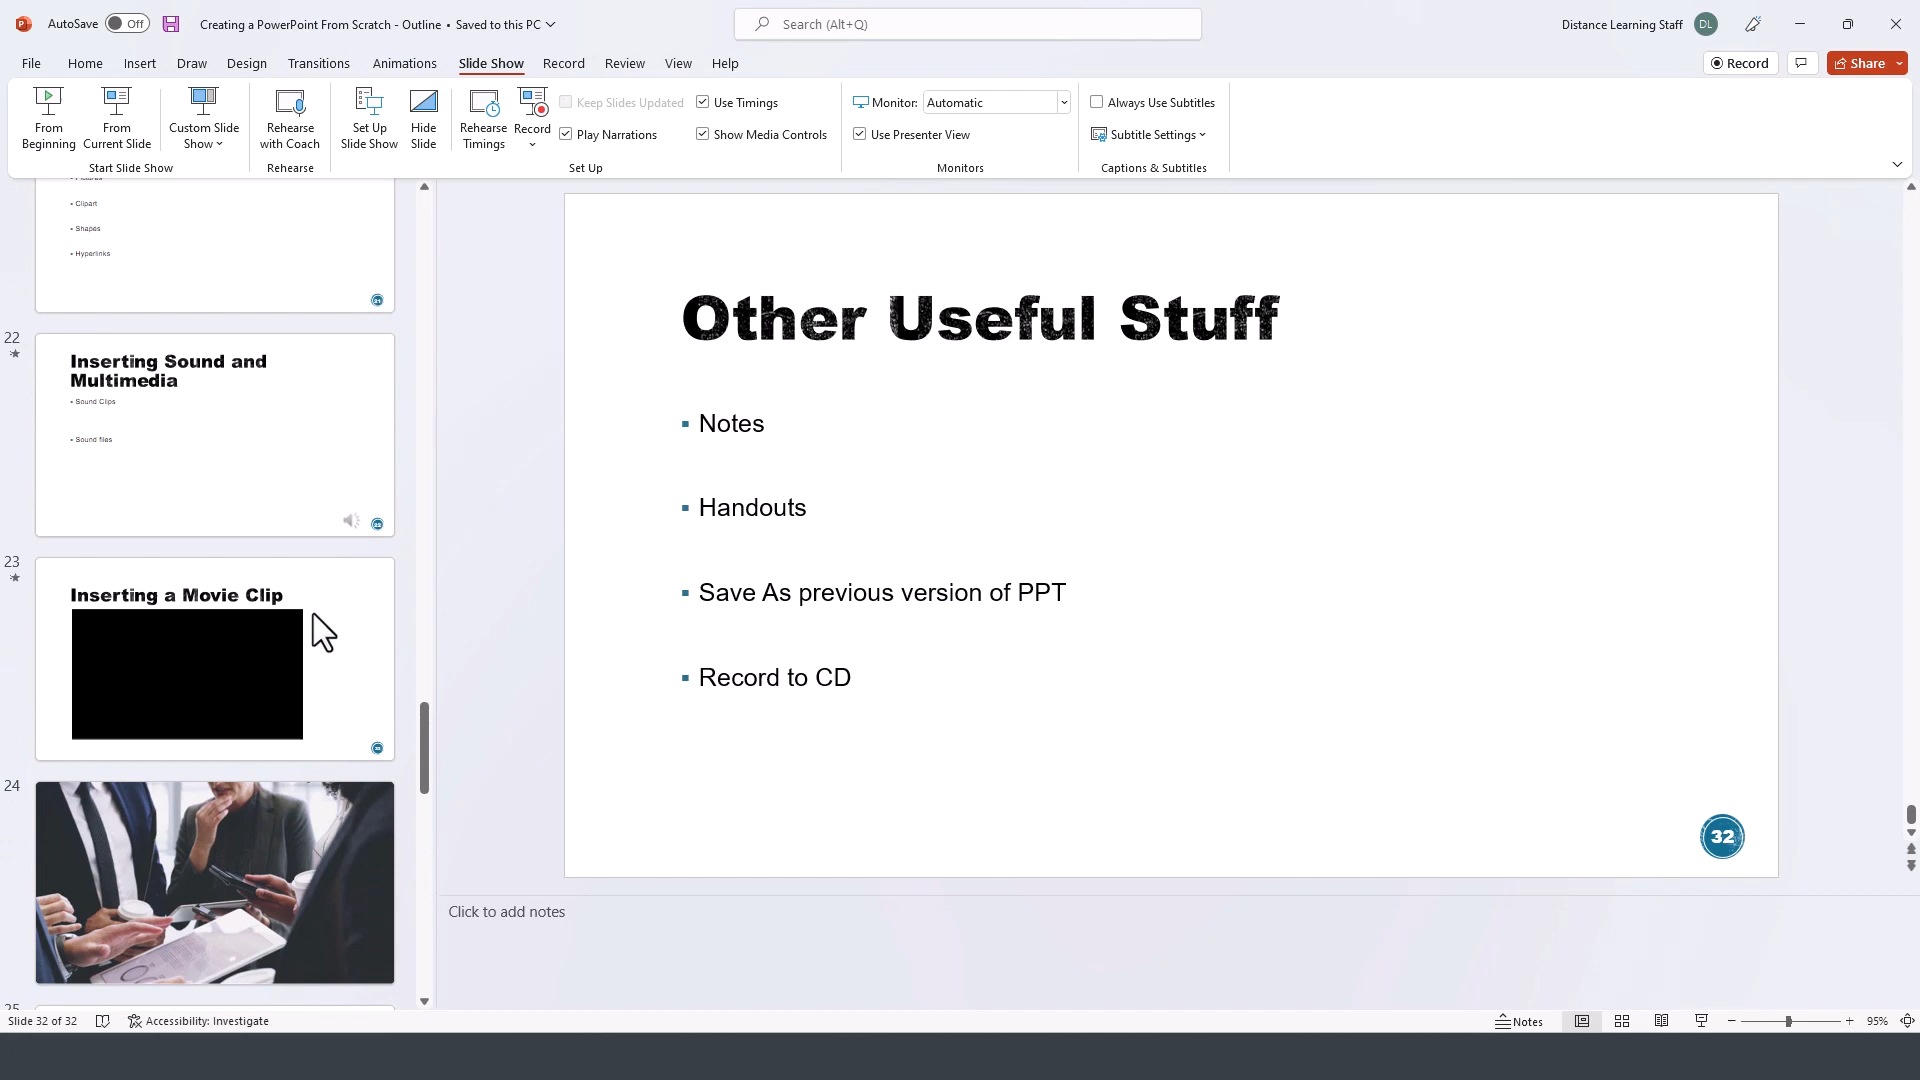 AutoSave Off Creating a PowerPoint From Scratch - Outline • Saved to this PC Search (Alt+Q) Distance Learning Staff DL
File Home Insert Draw Design Transitions Animations Slide Show Record Review View Help Record Share
From Beginning
From Current Slide
Custom Slide Show
Rehearse with Coach
Set Up Slide Show
Hide Slide
Rehearse Timings
Record
Keep Slides Updated Use Timings
Play Narrations Show Media Controls
Monitor: Automatic
Use Presenter View
Always Use Subtitles
Subtitle Settings
Start Slide Show Rehearse Set Up Monitors Captions & Subtitles
▪ Clipart
▪ Shapes
▪ Hyperlinks
21
22
Inserting Sound and
Multimedia
▪ Sound Clips
▪ Sound files
22
23
Inserting a Movie Clip
23
24
25
Other Useful Stuff
▪ Notes
▪ Handouts
▪ Save As previous version of PPT
▪ Record to CD
32
Click to add notes
Slide 32 of 32 Accessibility: Investigate Notes 95%